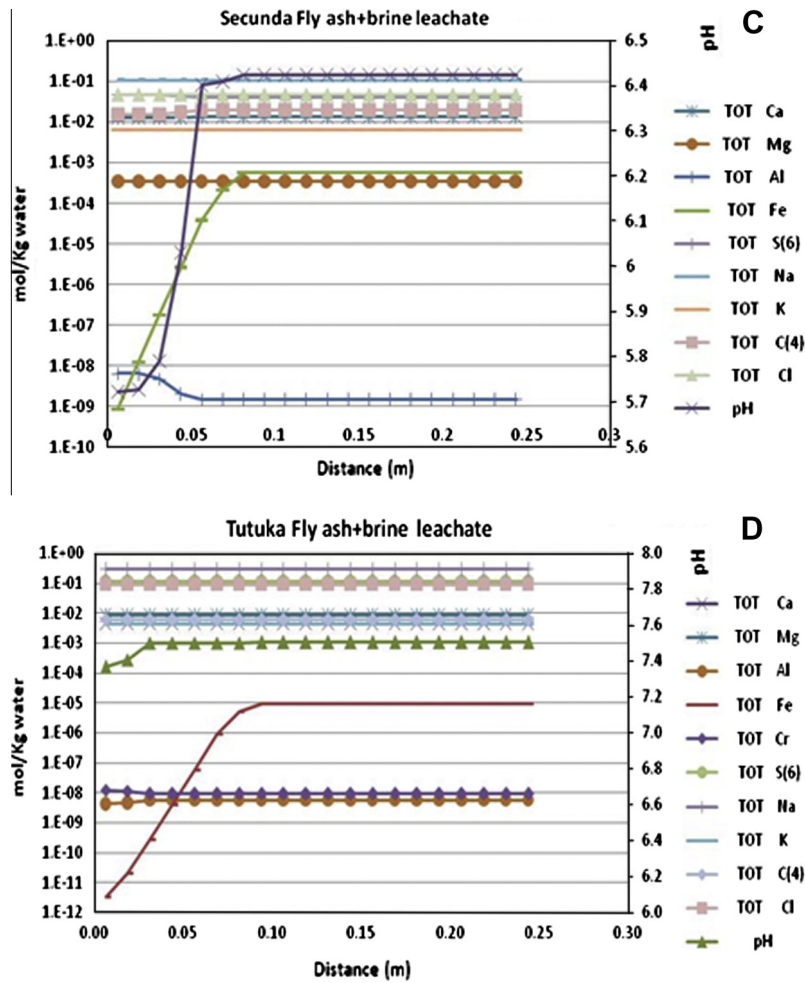 Secunda Fly ash+brine leachate
C
pH
mol/Kg water
1.E+00
1.E-01
1.E-02
1.E-03
1.E-04
1.E-05
1.E-06
1.E-07
1.E-08
1.E-09
1.E-10
6.5
6.4
6.3
6.2
6.1
6
5.9
5.8
5.7
5.6
0
0.05
0.1
0.15
0.2
0.25
0.3
Distance (m)
TOT Ca
TOT Mg
TOT Al
TOT Fe
TOT S(6)
TOT Na
TOT K
TOT C(4)
TOT Cl
pH
Tutuka Fly ash+brine leachate
D
pH
mol/Kg water
1.E+00
1.E-01
1.E-02
1.E-03
1.E-04
1.E-05
1.E-06
1.E-07
1.E-08
1.E-09
1.E-10
1.E-11
1.E-12
8.0
7.8
7.6
7.4
7.2
7.0
6.8
6.6
6.4
6.2
6.0
0.00
0.05
0.10
0.15
0.20
0.25
0.30
Distance (m)
TOT Ca
TOT Mg
TOT Al
TOT Fe
TOT Cr
TOT S(6)
TOT Na
TOT K
TOT C(4)
TOT Cl
pH